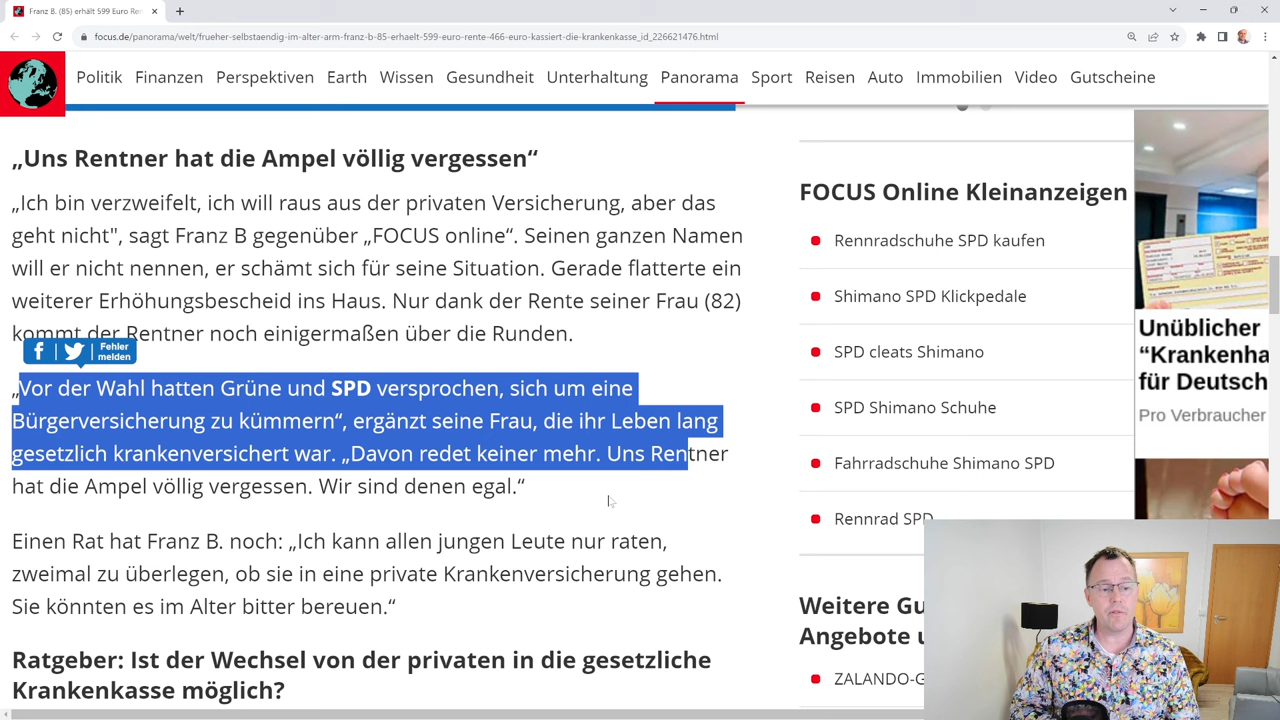 Franz B. (85) erhält 599 Euro Ren
focus.de/panorama/welt/frueher-selbstaendig-im-alter-arm-franz-b-85-erhaelt-599-euro-rente-466-euro-kassiert-die-krankenkasse_id_226621476.html
Politik Finanzen Perspektiven Earth Wissen Gesundheit Unterhaltung Panorama Sport Reisen Auto Immobilien Video Gutscheine
„Uns Rentner hat die Ampel völlig vergessen“
„Ich bin verzweifelt, ich will raus aus der privaten Versicherung, aber das
geht nicht", sagt Franz B gegenüber „FOCUS online“. Seinen ganzen Namen
will er nicht nennen, er schämt sich für seine Situation. Gerade flatterte ein
weiterer Erhöhungsbescheid ins Haus. Nur dank der Rente seiner Frau (82)
kommt der Rentner noch einigermaßen über die Runden.
Fehler
melden
„Vor der Wahl hatten Grüne und SPD versprochen, sich um eine
Bürgerversicherung zu kümmern“, ergänzt seine Frau, die ihr Leben lang
gesetzlich krankenversichert war. „Davon redet keiner mehr. Uns Rentner
hat die Ampel völlig vergessen. Wir sind denen egal.“
Einen Rat hat Franz B. noch: „Ich kann allen jungen Leute nur raten,
zweimal zu überlegen, ob sie in eine private Krankenversicherung gehen.
Sie könnten es im Alter bitter bereuen.“
Ratgeber: Ist der Wechsel von der privaten in die gesetzliche
Krankenkasse möglich?
FOCUS Online Kleinanzeigen
Rennradschuhe SPD kaufen
Shimano SPD Klickpedale
SPD cleats Shimano
SPD Shimano Schuhe
Fahrradschuhe Shimano SPD
Rennrad SPD
Weitere Gu
Angebote u
ZALANDO-G
Unüblicher
“Krankenha
für Deutsch
Pro Verbraucher